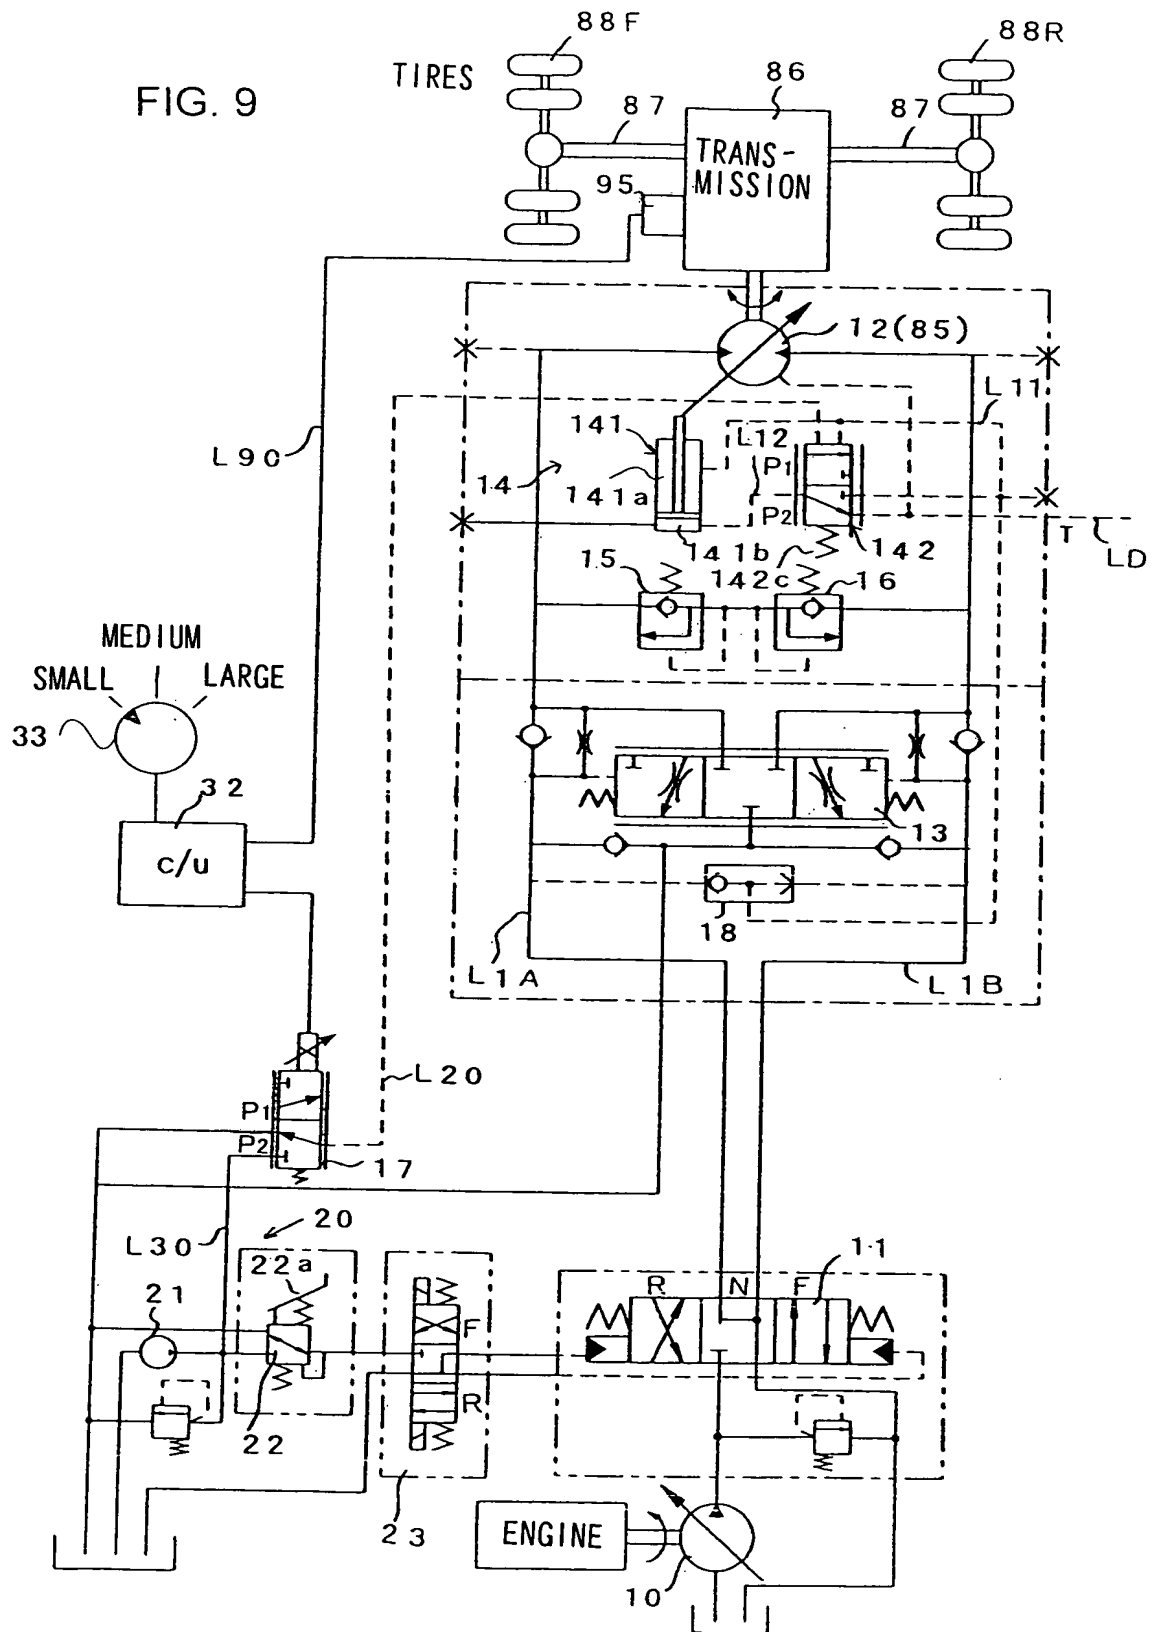 88F
88R
TIRES
86
FIG. 9
87
87
TRANS-
MISSION
95
12(85)
L11
141
L12
L90
P1
14
141a
P2
T
141b
142
LD
15
142c
16
MEDIUM
SMALL
LARGE
33
32
13
c/u
18
L1A
L1B
L20
P1
P2
17
20
L30
22a
11
21
R
N
F
F
R
22
23
ENGINE
10